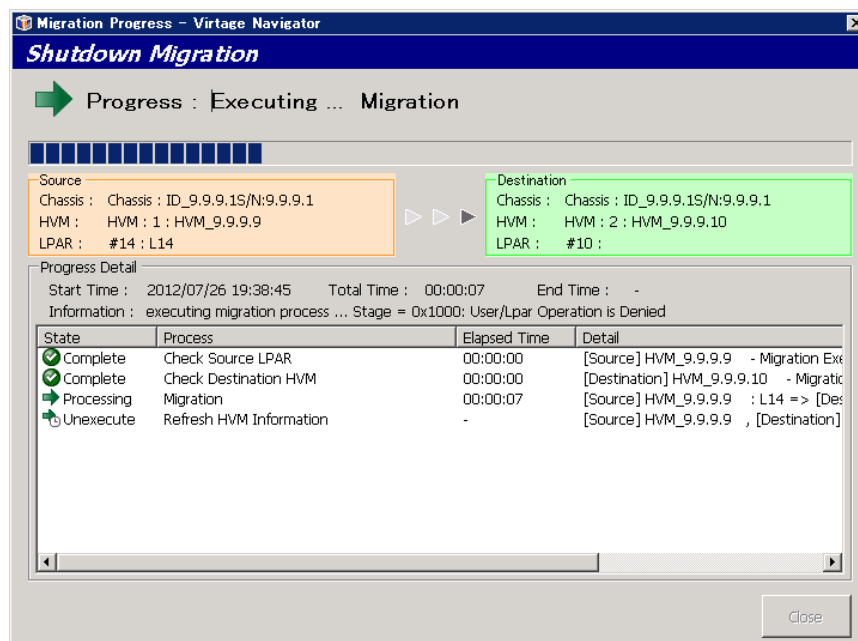 Migration Progress - Virtage Navigator
Shutdown Migration
Progress : Executing ... Migration
Source
Chassis : Chassis : ID_9.9.9.1S/N:9.9.9.1
HVM : HVM : 1 : HVM_9.9.9.9
LPAR : #14 : L14
Destination
Chassis : Chassis : ID_9.9.9.1S/N:9.9.9.1
HVM : HVM : 2 : HVM_9.9.9.10
LPAR : #10 :
Progress Detail
Start Time : 2012/07/26 19:38:45 Total Time : 00:00:07 End Time : -
Information : executing migration process ... Stage = 0x1000: User/Lpar Operation is Denied
State Process Elapsed Time Detail
Complete Check Source LPAR 00:00:00 [Source] HVM_9.9.9.9 - Migration Exe
Complete Check Destination HVM 00:00:00 [Destination] HVM_9.9.9.10 - Migratio
Processing Migration 00:00:07 [Source] HVM_9.9.9.9 : L14 => [Des
Unexecute Refresh HVM Information - [Source] HVM_9.9.9.9 , [Destination]
Close